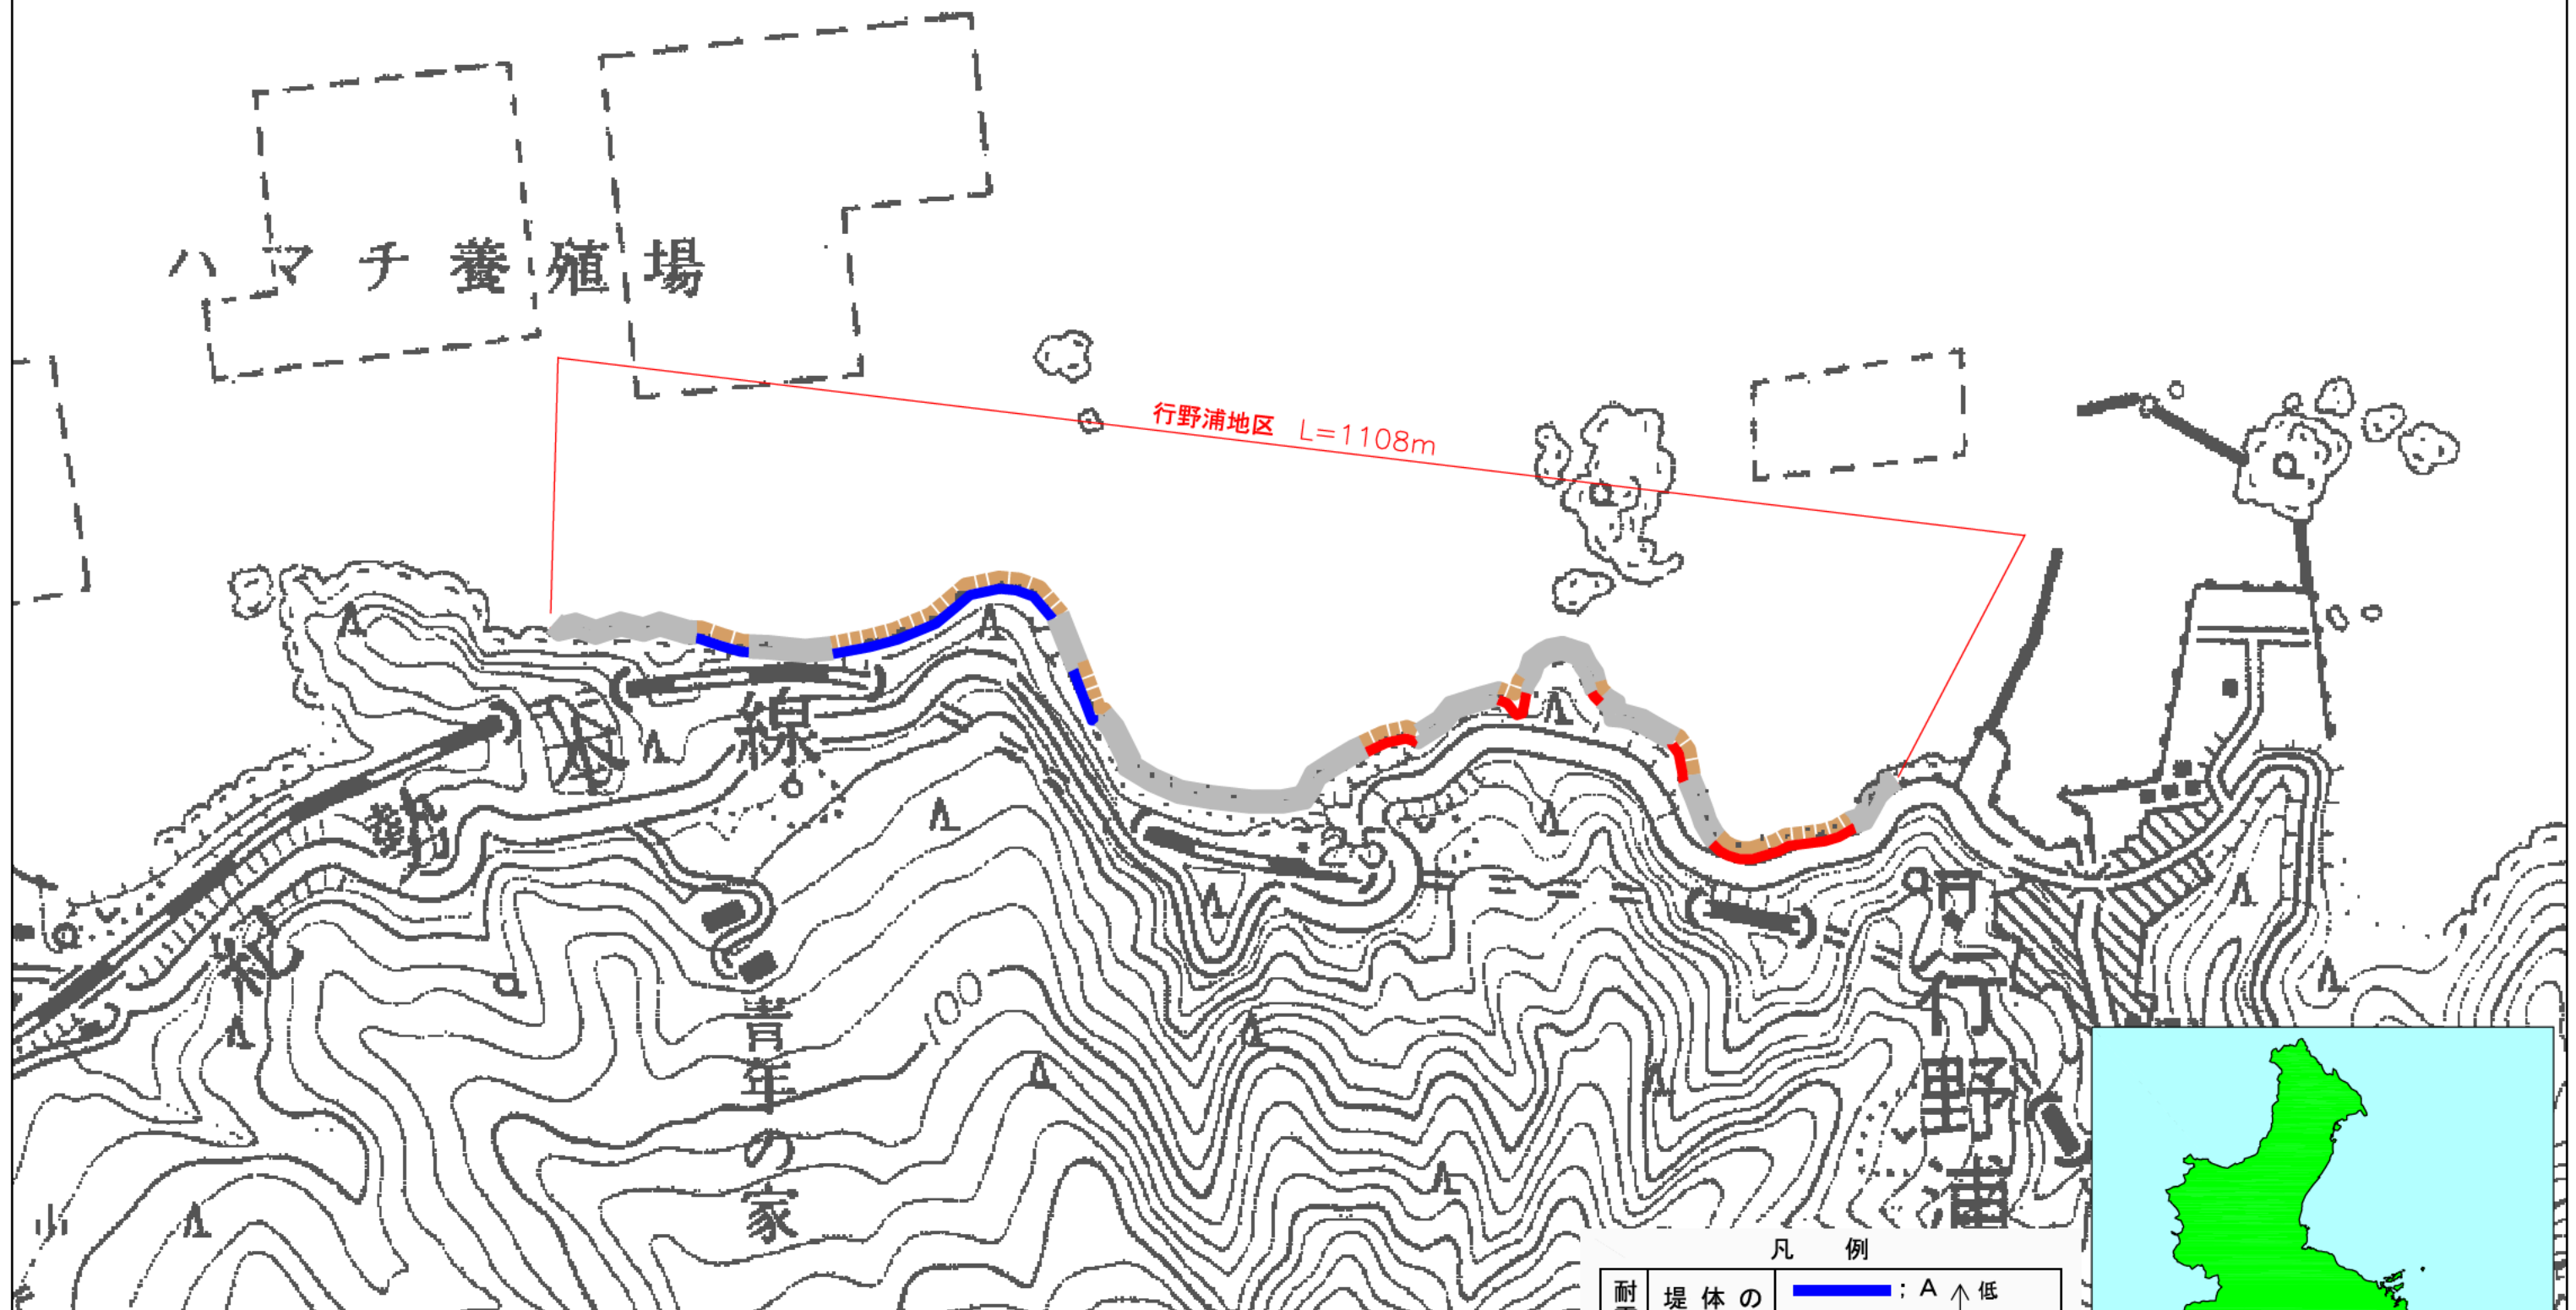 ハマチ養殖場
行野浦地区 L=1108m
線
本
勢
紀
20
100
青年の家
行野浦
凡 例
耐
堤体の
; A ↑ 低